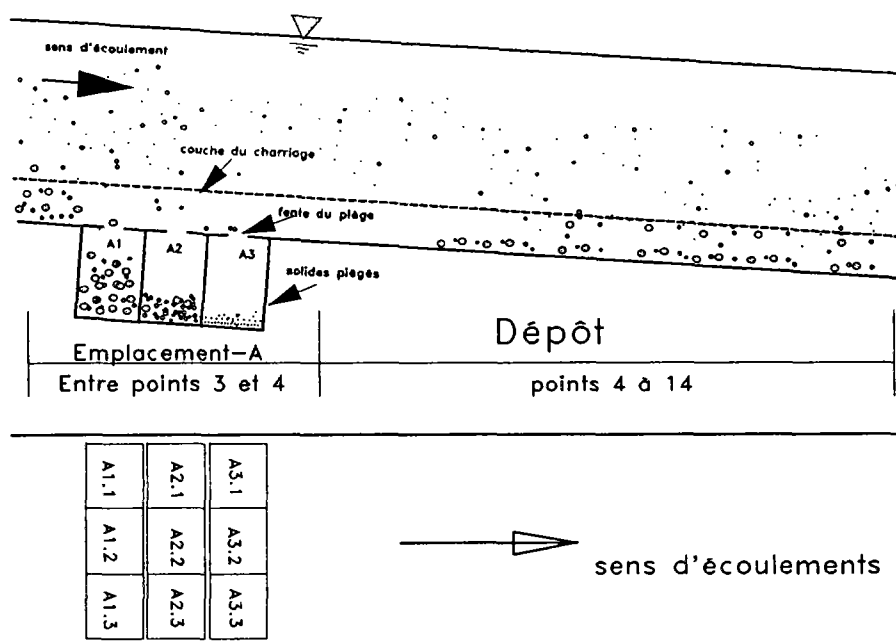 sens d'écoulement
couche du charriage
fente du piège
A1
A2
A3
solides piégés
Dépôt
Emplacement-A
Entre points 3 et 4
points 4 à 14
A1.1
A2.1
A3.1
A1.2
A2.2
A3.2
A1.3
A2.3
A3.3
sens d'écoulements